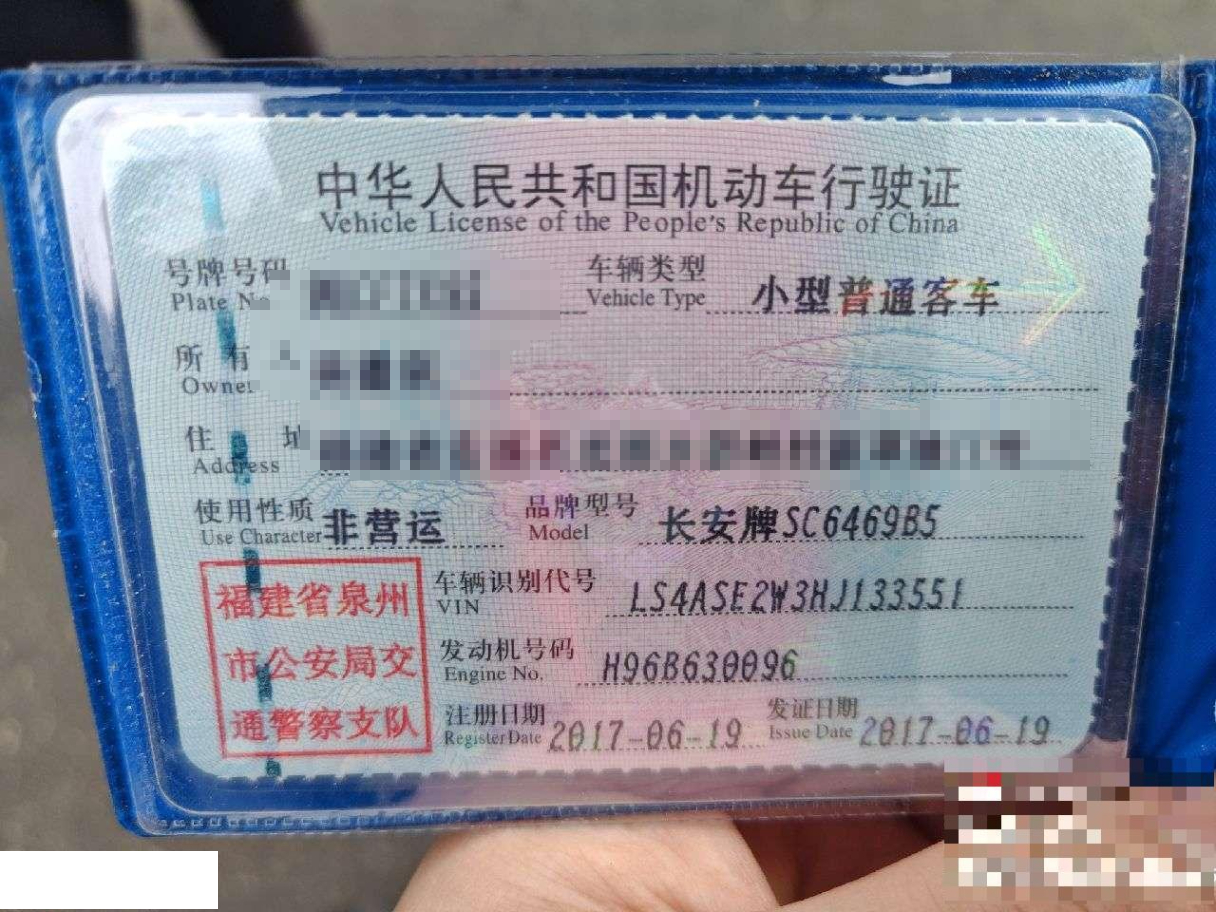 中华人民共和国机动车行驶证
Vehicle License of the People's Republic of China
号牌号码 车辆类型 小型普通客车
Plate No Vehicle Type
所有人
Owner
住址
Address
使用性质 非营运 品牌型号 长安牌SC6469B5
Use Character Model
福建省泉州
市公安局交
通警察支队
车辆识别代号 LS4ASE2W3HJ133551
VIN
发动机号码 H96B630096
Engine No.
注册日期 2017-06-19 发证日期 2017-06-19
Register Date Issue Date